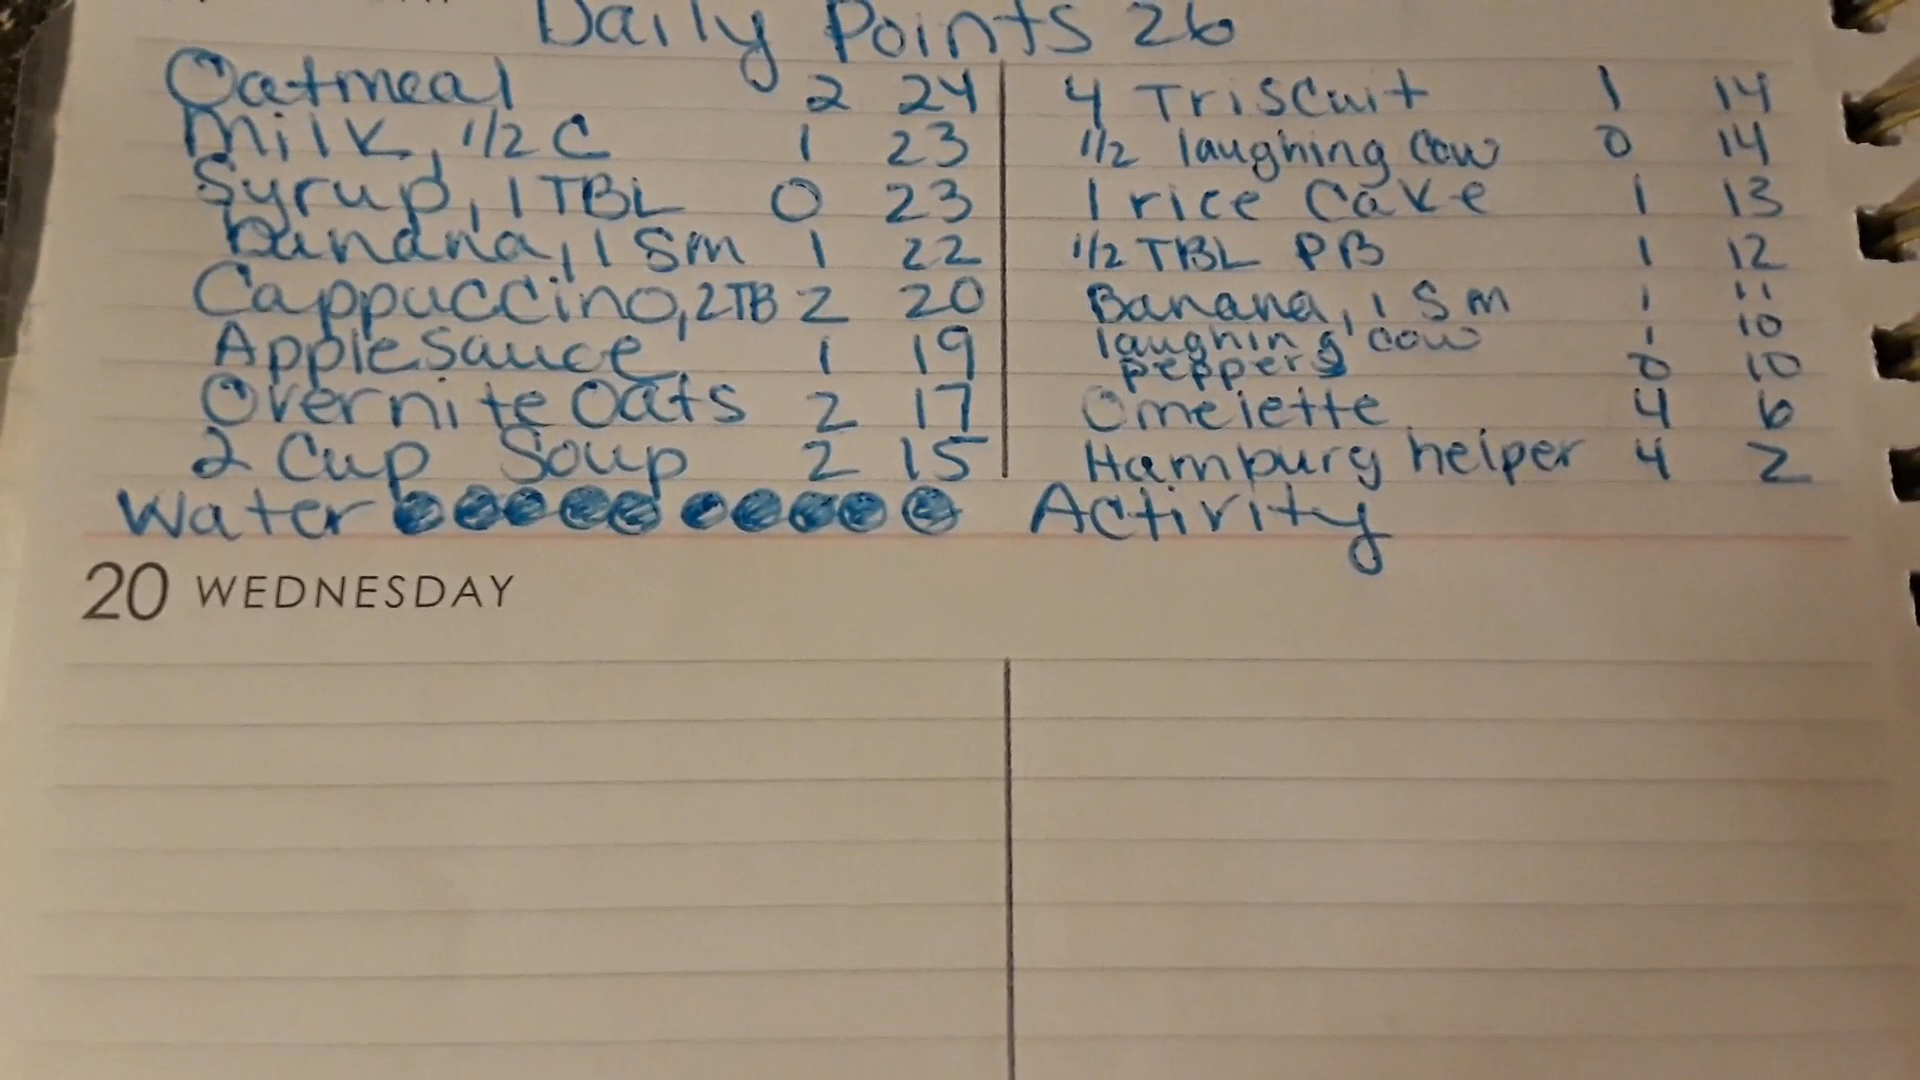 Daily Points 26
Oatmeal 2 24
Milk, 1/2 C 1 23
Syrup, 1 TBL 0 23
Banana, 1 Sm 1 22
Cappuccino, 2TB 2 20
Applesauce 1 19
Overnite Oats 2 17
2 Cup Soup 2 15
4 Triscuit 1 14
1/2 laughing cow 0 14
1 rice cake 1 13
1/2 TBL PB 1 12
Banana, 1 Sm 1 11
laughing cow 1 10
peppers 0 10
Omelette 4 6
Hamburg helper 4 2
Water
Activity
20 WEDNESDAY